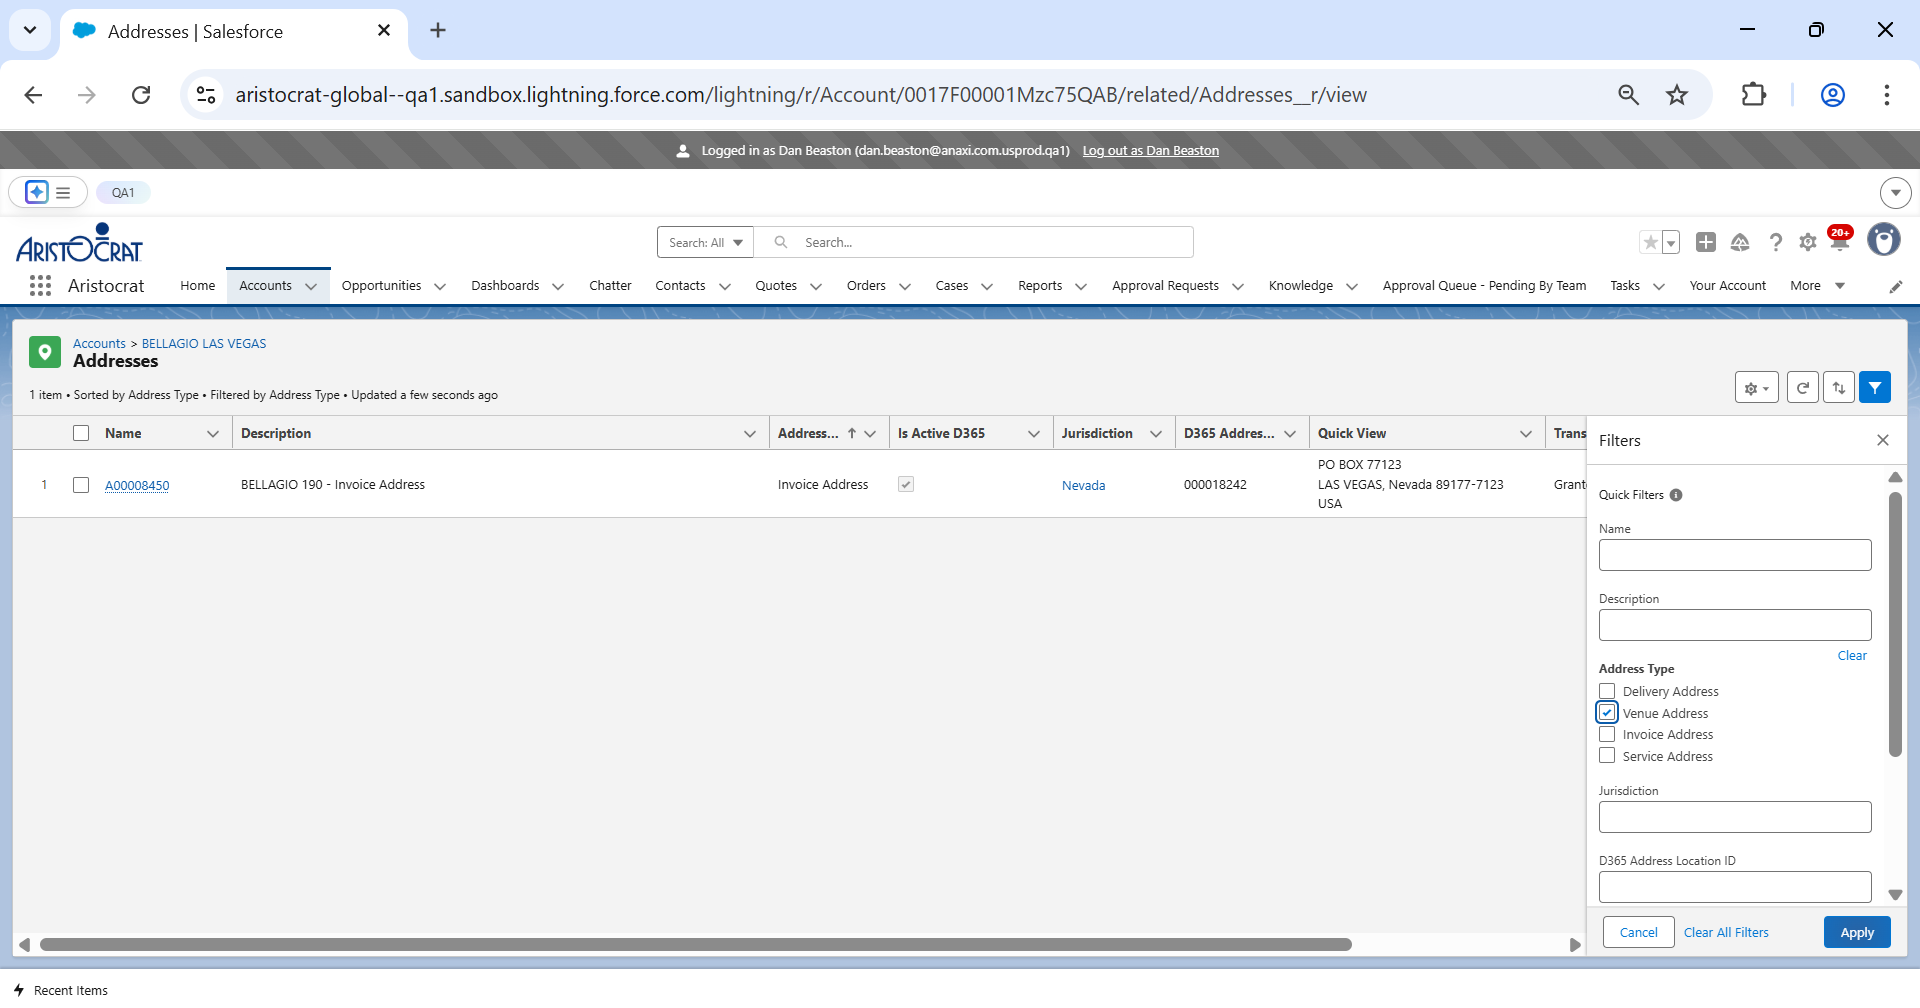 Addresses | Salesforce
aristocrat-global--qa1.sandbox.lightning.force.com/lightning/r/Account/0017F00001Mzc75QAB/related/Addresses__r/view
Logged in as Dan Beaston (dan.beaston@anaxi.com.usprod.qa1) Log out as Dan Beaston
QA1
ARISTOCRAT
Search: All
Search...
20+
Aristocrat
Home
Accounts
Opportunities
Dashboards
Chatter
Contacts
Quotes
Orders
Cases
Reports
Approval Requests
Knowledge
Approval Queue - Pending By Team
Tasks
Your Account
More
Accounts > BELLAGIO LAS VEGAS
Addresses
1 item • Sorted by Address Type • Filtered by Address Type • Updated a few seconds ago
Name Description Address... Is Active D365 Jurisdiction D365 Addres... Quick View Trans
1 A00008450 BELLAGIO 190 - Invoice Address Invoice Address Nevada 000018242
PO BOX 77123
LAS VEGAS, Nevada 89177-7123
USA
Grant
Filters
Quick Filters
Name
Description
Clear
Address Type
Delivery Address
Venue Address
Invoice Address
Service Address
Jurisdiction
D365 Address Location ID
Cancel Clear All Filters Apply
Recent Items